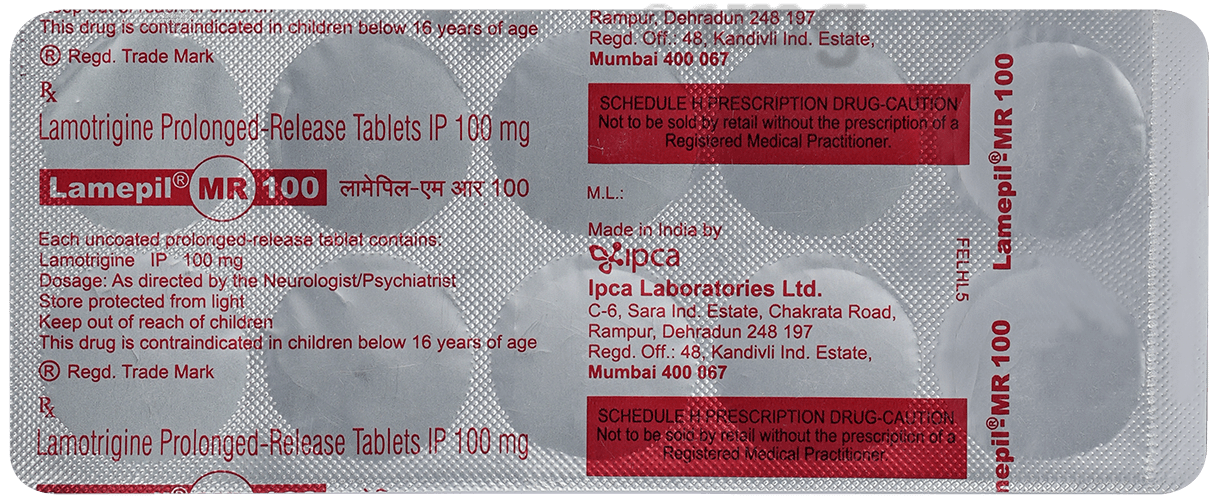 This drug is contraindicated in children below 16 years of age
® Regd. Trade Mark
Rx
Lamotrigine Prolonged-Release Tablets IP 100 mg
Lamepil® MR 100 लामेपिल-एम आर 100
Each uncoated prolonged-release tablet contains:
Lamotrigine IP 100 mg
Dosage: As directed by the Neurologist/Psychiatrist
Store protected from light
Keep out of reach of children
This drug is contraindicated in children below 16 years of age
® Regd. Trade Mark
Rx
Lamotrigine Prolonged-Release Tablets IP 100 mg
Rampur, Dehradun 248 197
Regd. Off.: 48, Kandivli Ind. Estate,
Mumbai 400 067
SCHEDULE H PRESCRIPTION DRUG-CAUTION
Not to be sold by retail without the prescription of a
Registered Medical Practitioner.
M.L.:
Made in India by
ipca
Ipca Laboratories Ltd.
C-6, Sara Ind. Estate, Chakrata Road,
Rampur, Dehradun 248 197
Regd. Off.: 48, Kandivli Ind. Estate,
Mumbai 400 067
SCHEDULE H PRESCRIPTION DRUG-CAUTION
Not to be sold by retail without the prescription of a
Registered Medical Practitioner.
FELHL5
Lamepil®-MR 100
mepil®-MR 100